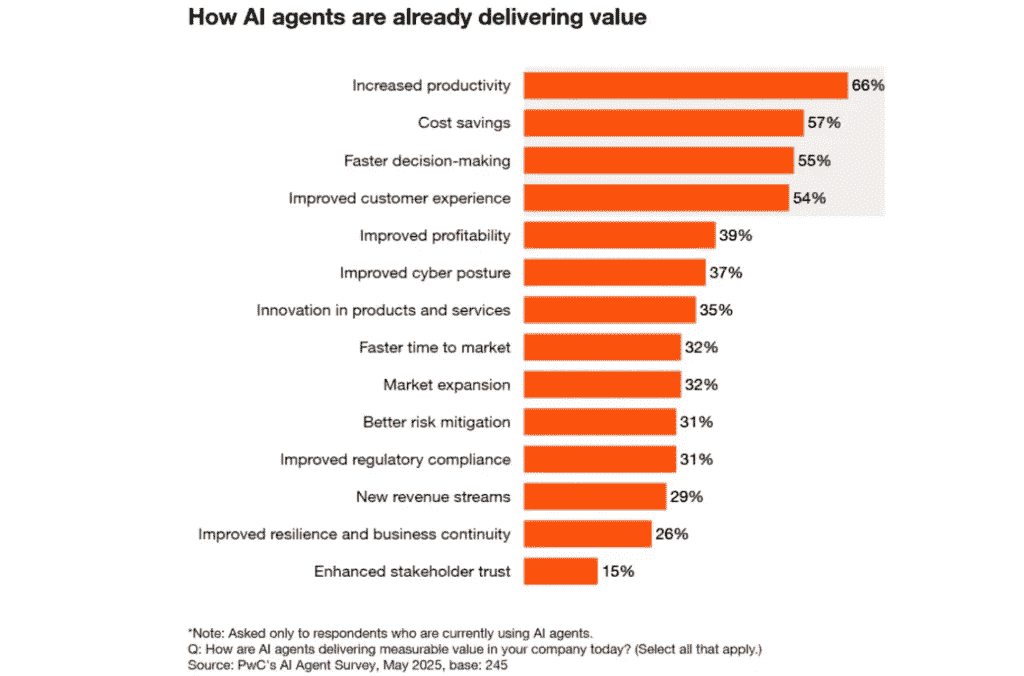 How AI agents are already delivering value
Increased productivity 66%
Cost savings 57%
Faster decision-making 55%
Improved customer experience 54%
Improved profitability 39%
Improved cyber posture 37%
Innovation in products and services 35%
Faster time to market 32%
Market expansion 32%
Better risk mitigation 31%
Improved regulatory compliance 31%
New revenue streams 29%
Improved resilience and business continuity 26%
Enhanced stakeholder trust 15%
*Note: Asked only to respondents who are currently using AI agents.
Q: How are AI agents delivering measurable value in your company today? (Select all that apply.)
Source: PwC's AI Agent Survey, May 2025, base: 245